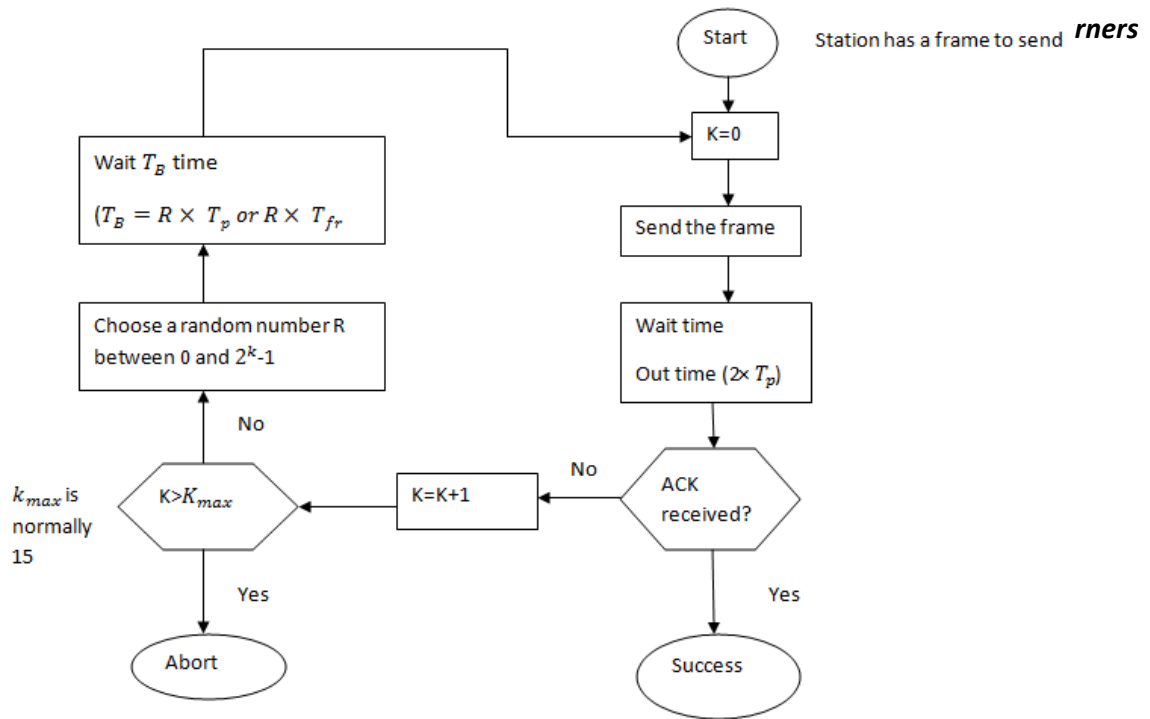 Start
Station has a frame to send
rners
K=0
Send the frame
Wait time
Out time (2× T_p)
ACK
received?
Yes
Success
No
K=K+1
K>K_max
k_max is
normally
15
Yes
Abort
No
Choose a random number R
between 0 and 2^k-1
Wait T_B time
(T_B = R × T_p or R × T_fr